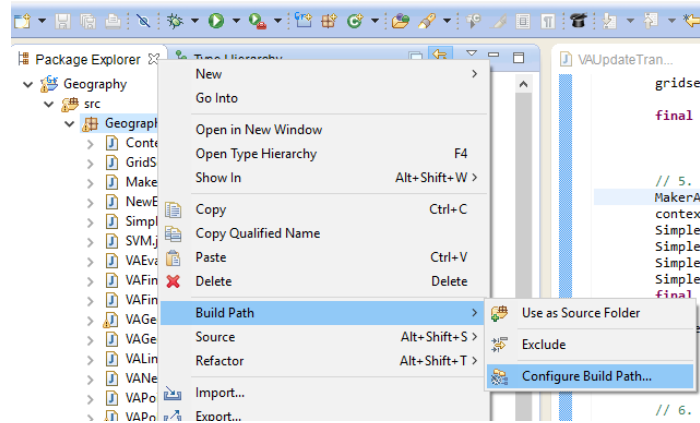 Package Explorer
Type Hierarchy
VAUpdateTran...
Geography
src
Geograph
Conte
GridS
Make
NewE
Simpl
SVM.j
VAEva
VAFin
VAFin
VAGe
VAGe
VALin
VANe
VAPo
VAPo
New >
Go Into
Open in New Window
Open Type Hierarchy F4
Show In Alt+Shift+W >
Copy Ctrl+C
Copy Qualified Name
Paste Ctrl+V
Delete Delete
Build Path >
Source Alt+Shift+S >
Refactor Alt+Shift+T >
Import...
Export...
Use as Source Folder
Exclude
Configure Build Path...
gridse
final
// 5.
MakerA
contex
Simple
Simple
Simple
Simple
final
// 6.